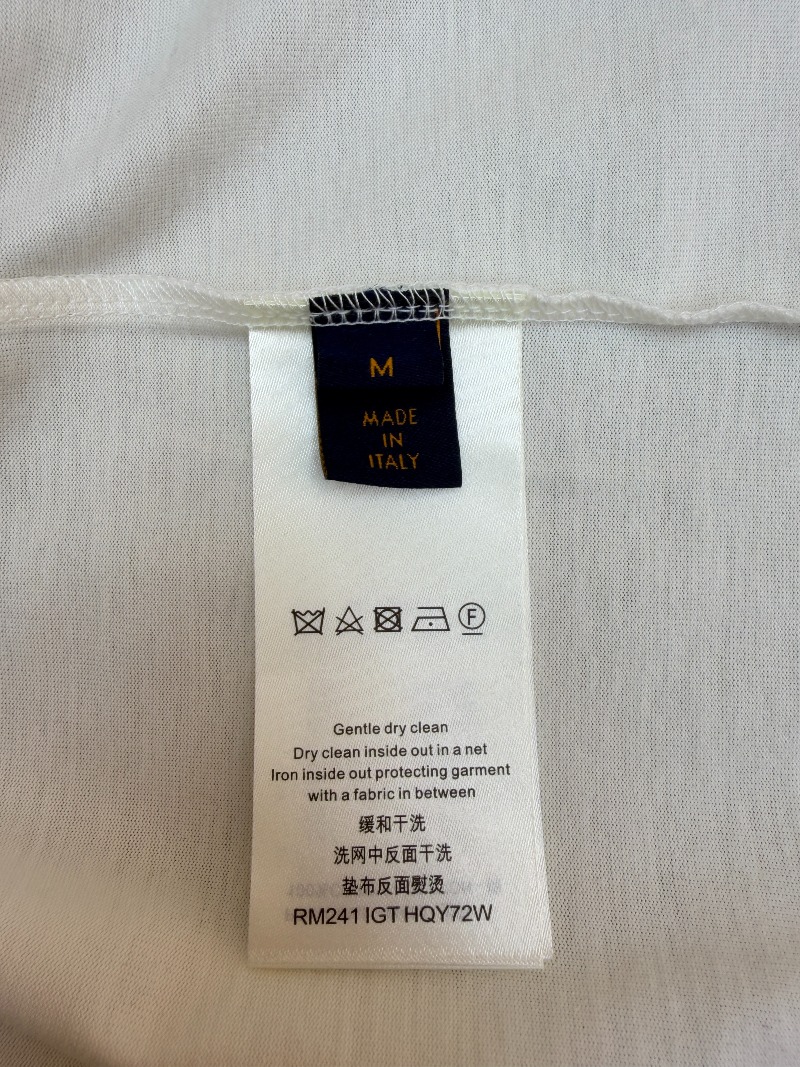 M
MADE
IN
ITALY
F
Gentle dry clean
Dry clean inside out in a net
Iron inside out protecting garment
with a fabric in between
缓和干洗
洗网中反面干洗
垫布反面熨烫
RM241 IGT HQY72W